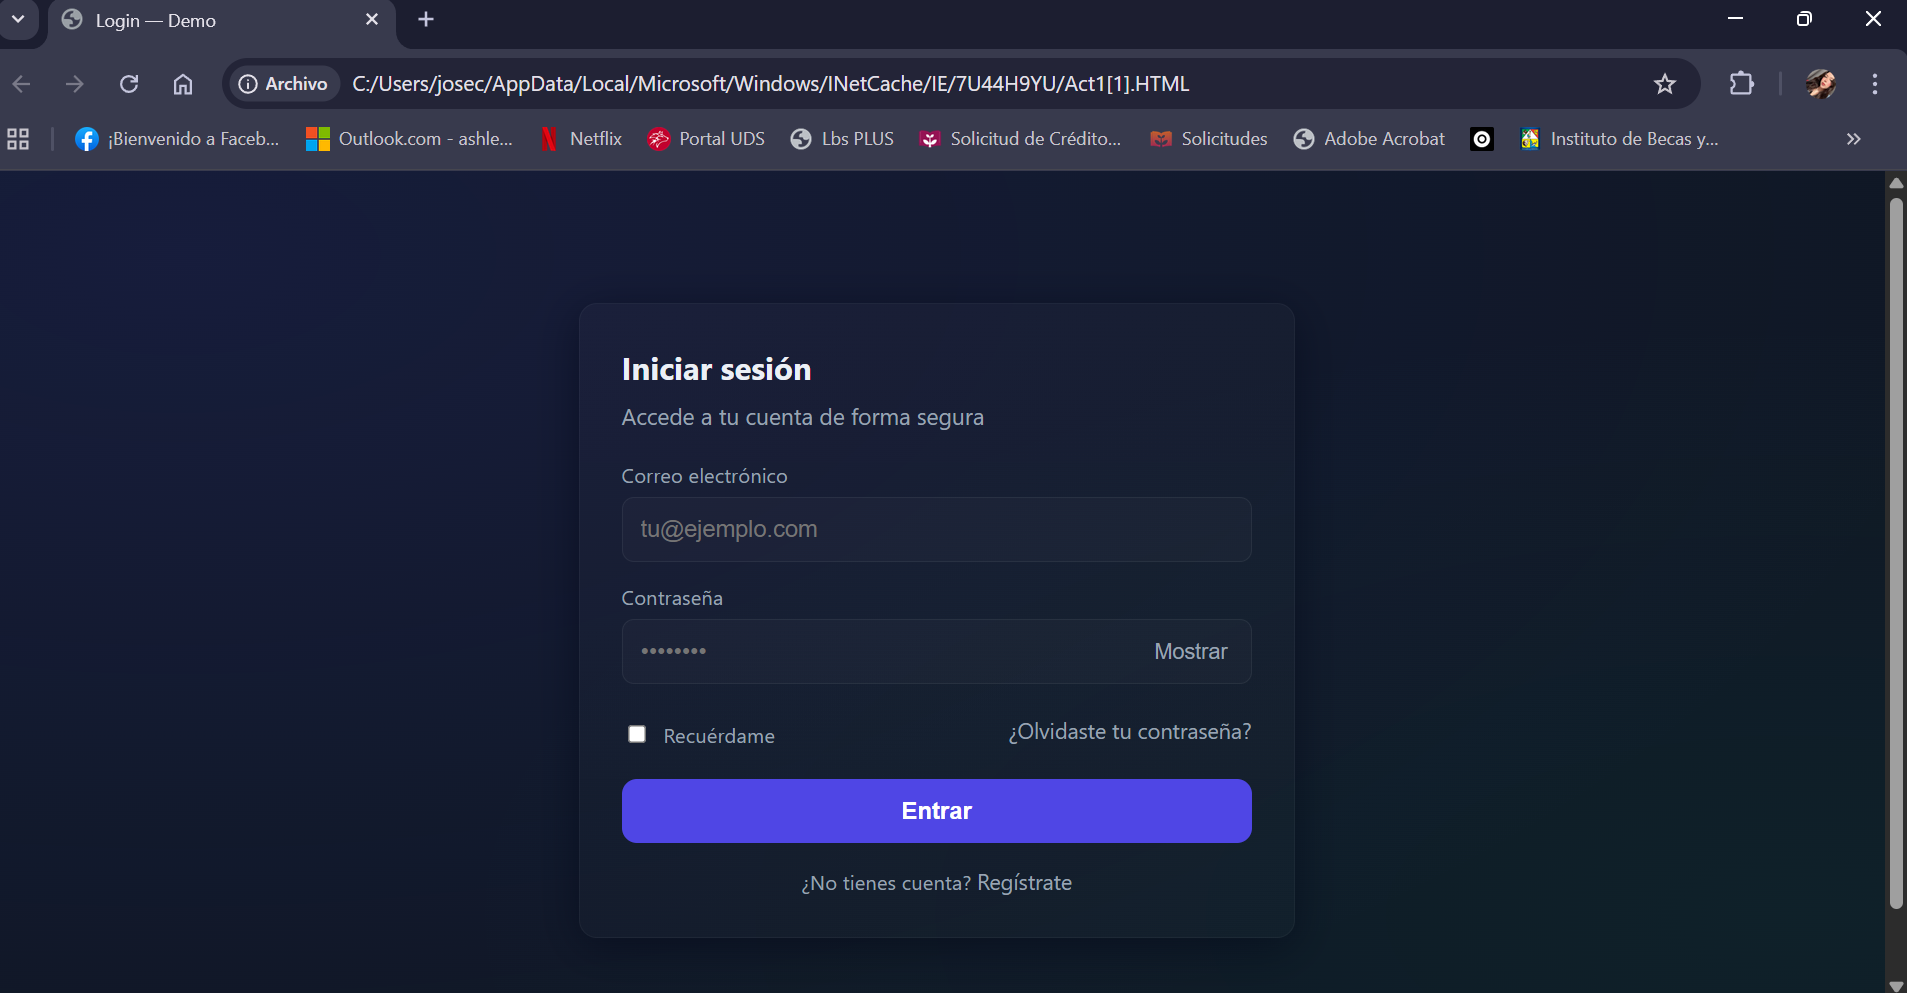 Login — Demo
Archivo C:/Users/josec/AppData/Local/Microsoft/Windows/INetCache/IE/7U44H9YU/Act1[1].HTML
¡Bienvenido a Faceb... Outlook.com - ashle... Netflix Portal UDS Lbs PLUS Solicitud de Crédito... Solicitudes Adobe Acrobat Instituto de Becas y...
Iniciar sesión
Accede a tu cuenta de forma segura
Correo electrónico
tu@ejemplo.com
Contraseña
•••••••• Mostrar
Recuérdame ¿Olvidaste tu contraseña?
Entrar
¿No tienes cuenta? Regístrate